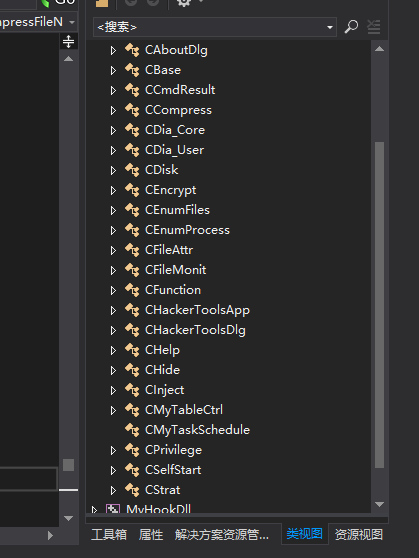 Go
mpressFileN
<搜索>
CAboutDlg
CBase
CCmdResult
CCompress
CDia_Core
CDia_User
CDisk
CEncrypt
CEnumFiles
CEnumProcess
CFileAttr
CFileMonit
CFunction
CHackerToolsApp
CHackerToolsDlg
CHelp
CHide
CInject
CMyTableCtrl
CMyTaskSchedule
CPrivilege
CSelfStart
CStrat
MyHookDll
工具箱 属性 解决方案资源管... 类视图 资源视图